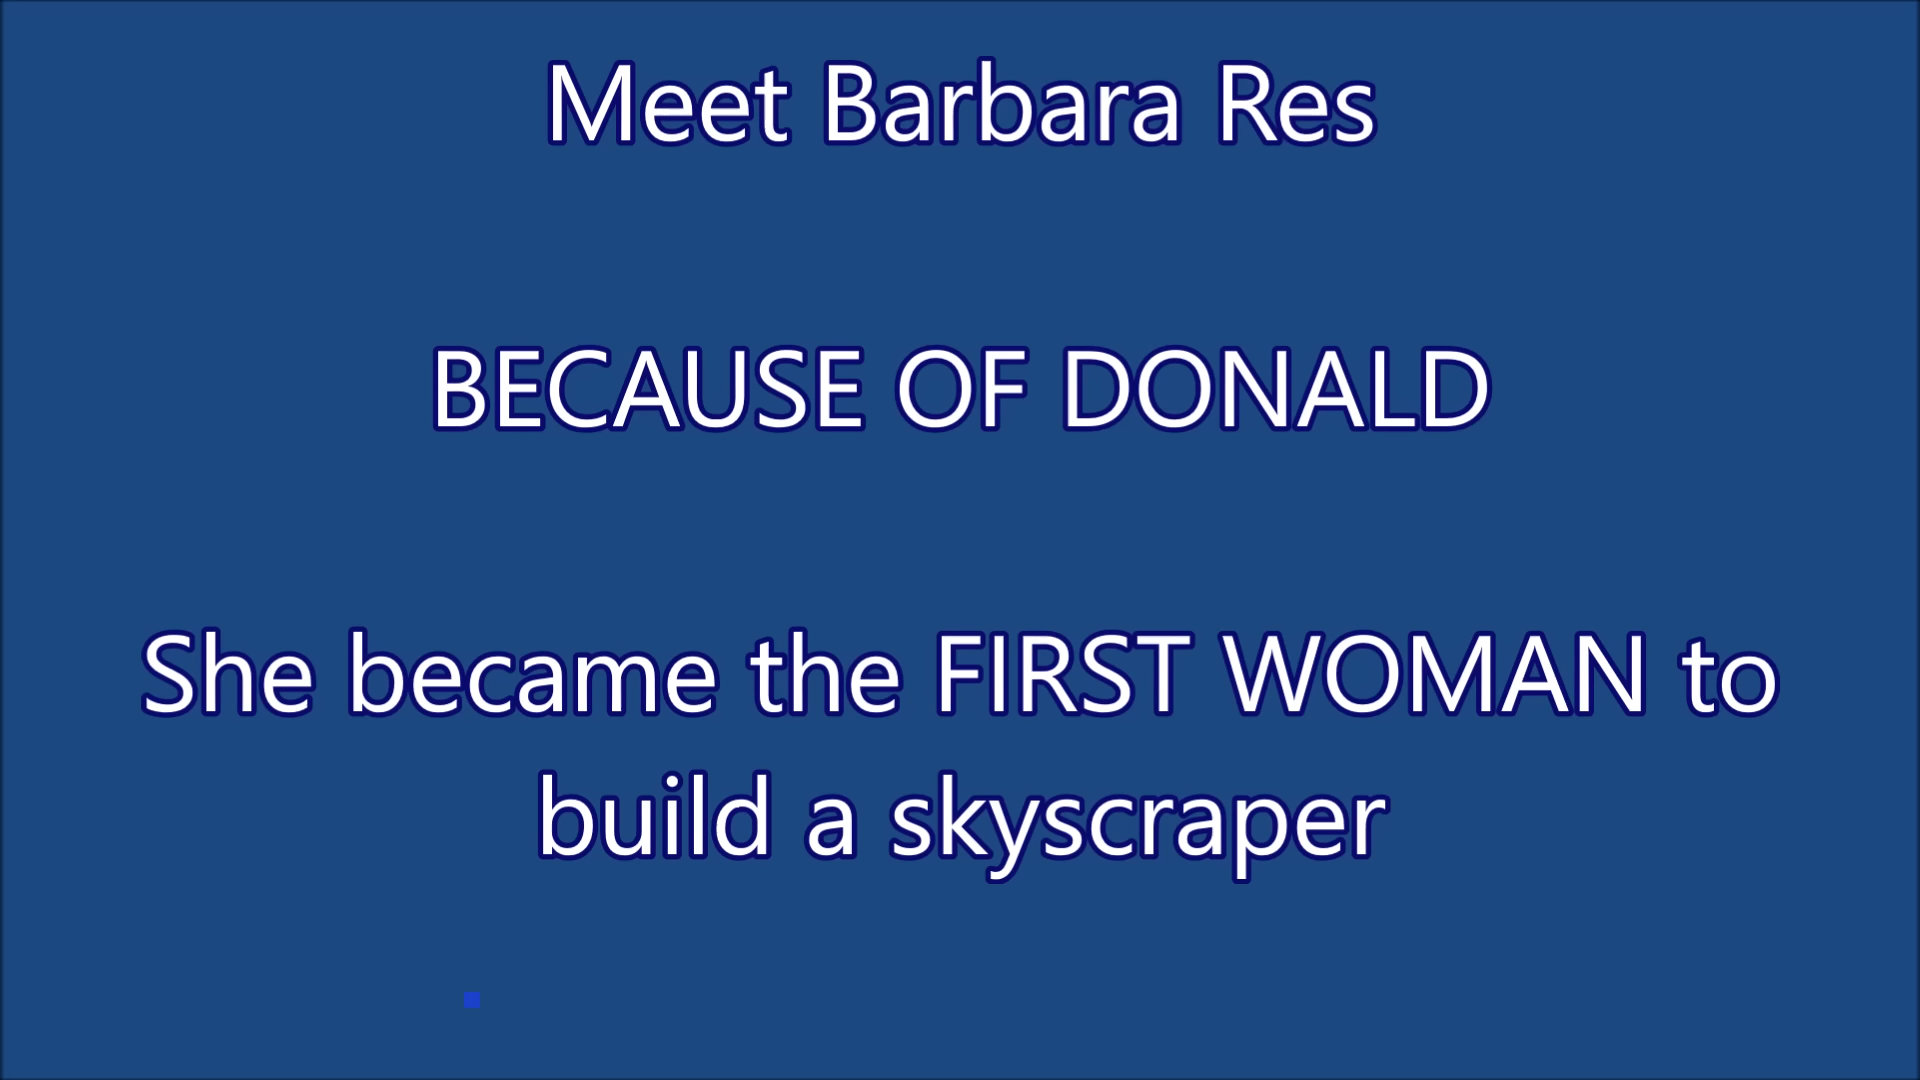 Meet Barbara Res
BECAUSE OF DONALD
She became the FIRST WOMAN to
build a skyscraper